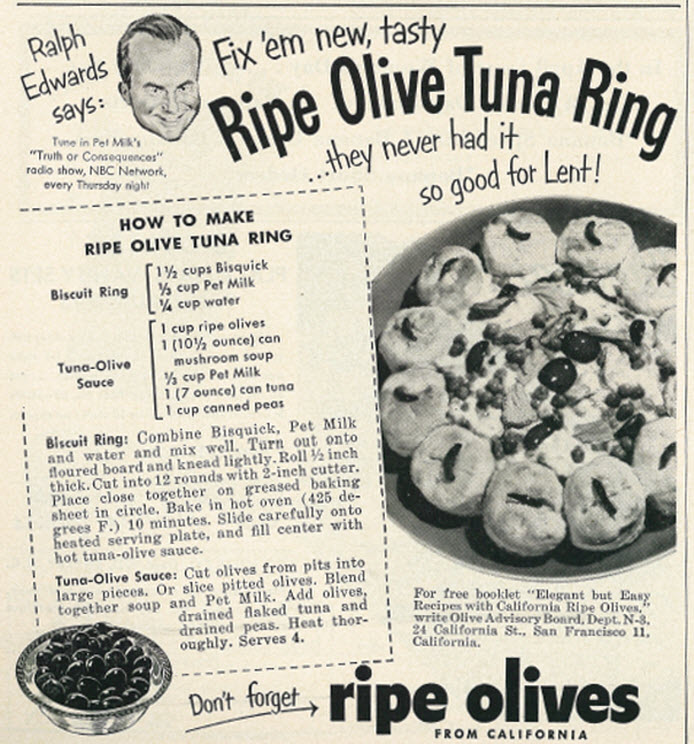 Ralph
Edwards
says:
Tune in Pet Milk's
"Truth or Consequences"
radio show, NBC Network,
every Thursday night
Fix 'em new, tasty
Ripe Olive Tuna Ring
...they never had it
so good for Lent!
HOW TO MAKE
RIPE OLIVE TUNA RING
Biscuit Ring
1½ cups Bisquick
⅓ cup Pet Milk
¼ cup water
Tuna-Olive
Sauce
1 cup ripe olives
1 (10½ ounce) can
mushroom soup
⅓ cup Pet Milk
1 (7 ounce) can tuna
1 cup canned peas
Biscuit Ring: Combine Bisquick, Pet Milk
and water and mix well. Turn out onto
floured board and knead lightly. Roll ½ inch
thick. Cut into 12 rounds with 2-inch cutter.
Place close together on greased baking
sheet in circle. Bake in hot oven (425 de-
grees F.) 10 minutes. Slide carefully onto
heated serving plate, and fill center with
hot tuna-olive sauce.
Tuna-Olive Sauce: Cut olives from pits into
large pieces. Or slice pitted olives. Blend
together soup and Pet Milk. Add olives,
drained flaked tuna and
drained peas. Heat thor-
oughly. Serves 4.
For free booklet "Elegant but Easy
Recipes with California Ripe Olives,"
write Olive Advisory Board, Dept. N-3,
24 California St., San Francisco 11,
California.
Don't forget
ripe olives
FROM CALIFORNIA